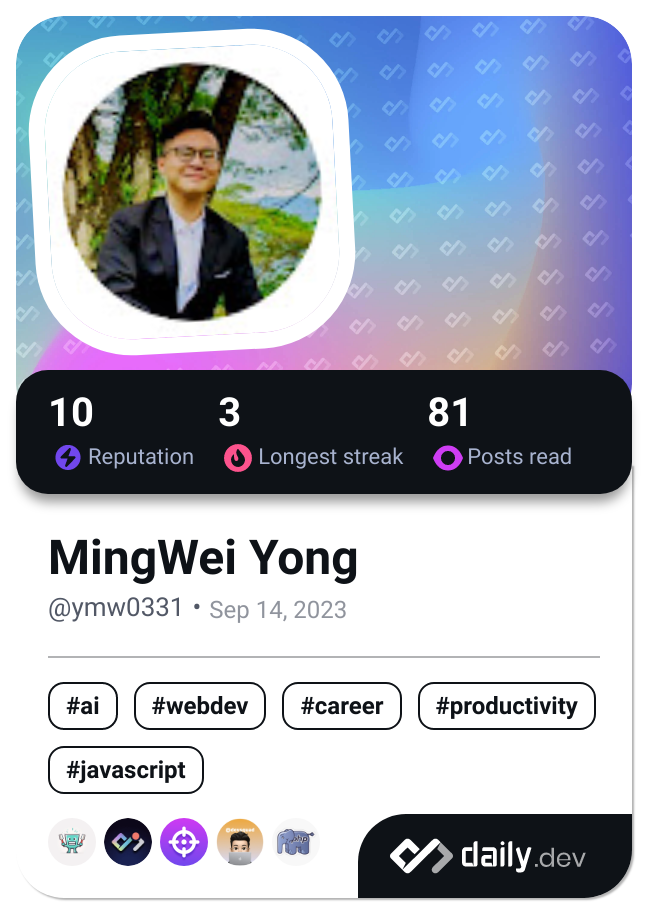 10 3 81
Reputation Longest streak Posts read
MingWei Yong
@ymw0331 • Sep 14, 2023
#ai #webdev #career #productivity
#javascript
php
daily.dev